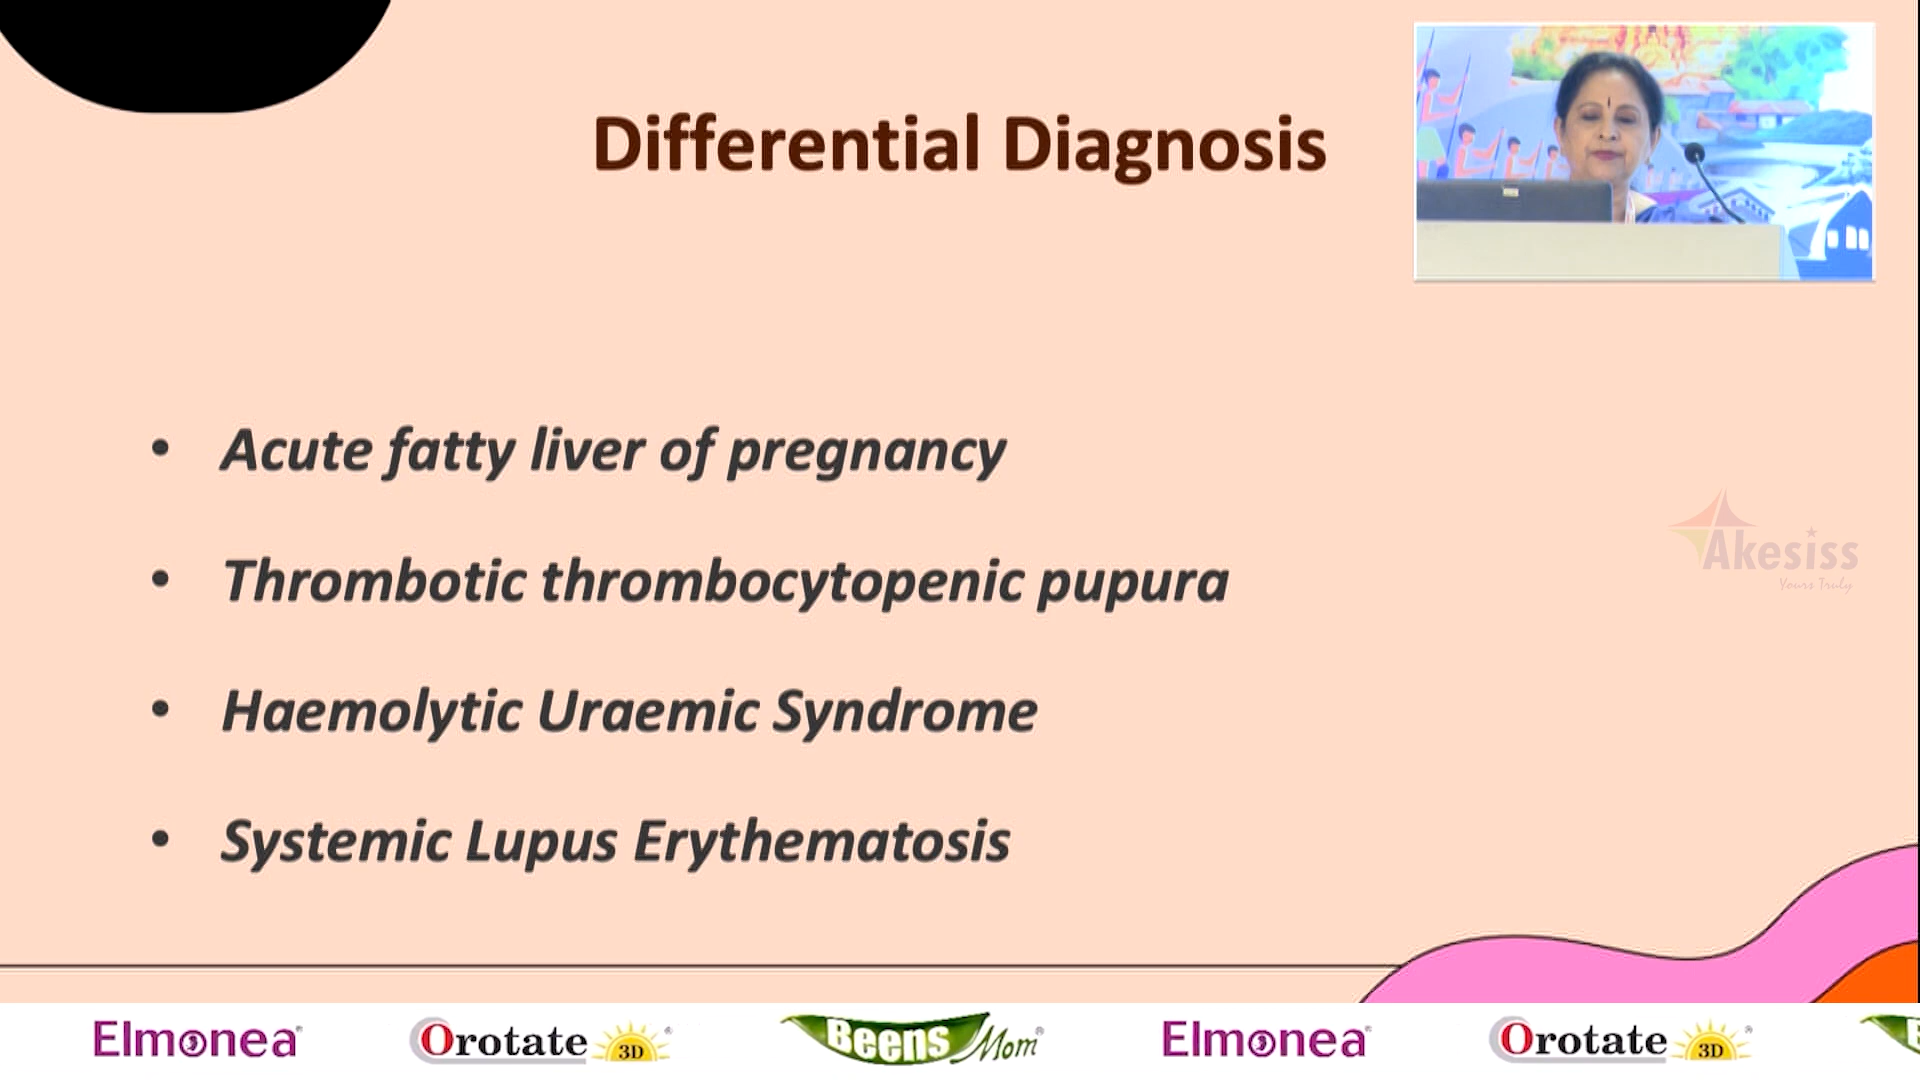 Differential Diagnosis
• Acute fatty liver of pregnancy
• Thrombotic thrombocytopenic pupura
• Haemolytic Uraemic Syndrome
• Systemic Lupus Erythematosis
Akesiss
Yours Truly
Elmonea® Orotate 3D® Beens Mom® Elmonea® Orotate 3D®